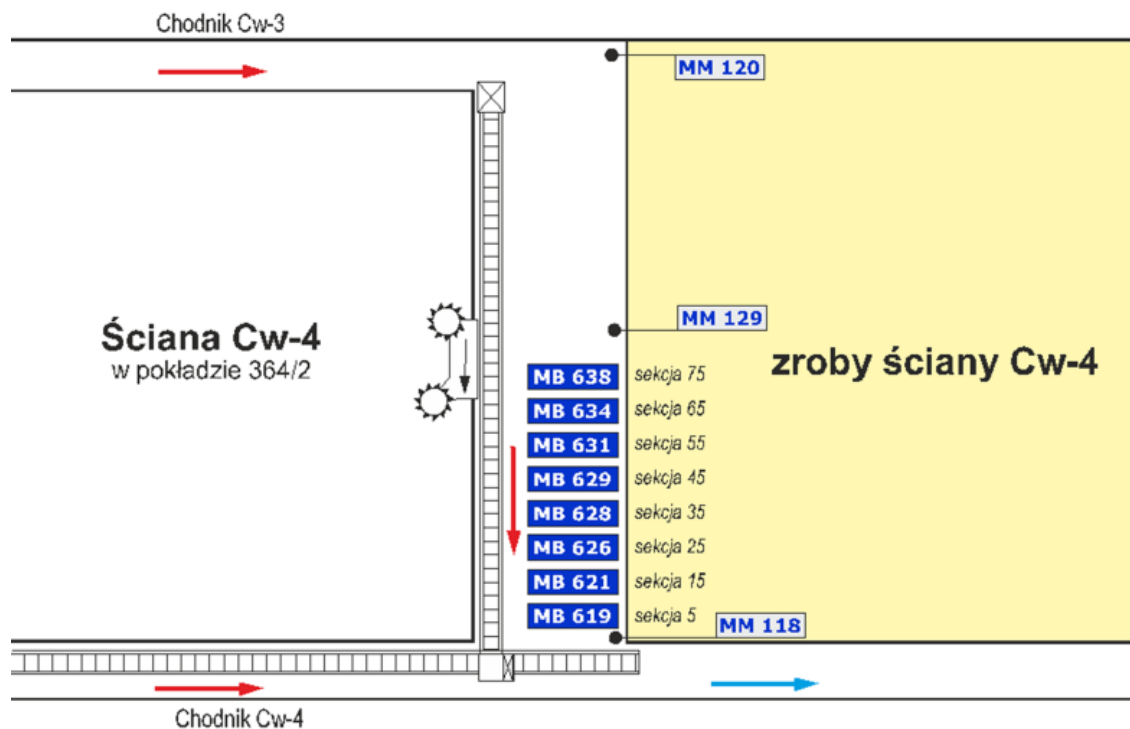 Chodnik Cw-3
MM 120
Ściana Cw-4
w pokładzie 364/2
MM 129
zroby ściany Cw-4
MB 638 sekcja 75
MB 634 sekcja 65
MB 631 sekcja 55
MB 629 sekcja 45
MB 628 sekcja 35
MB 626 sekcja 25
MB 621 sekcja 15
MB 619 sekcja 5
MM 118
Chodnik Cw-4